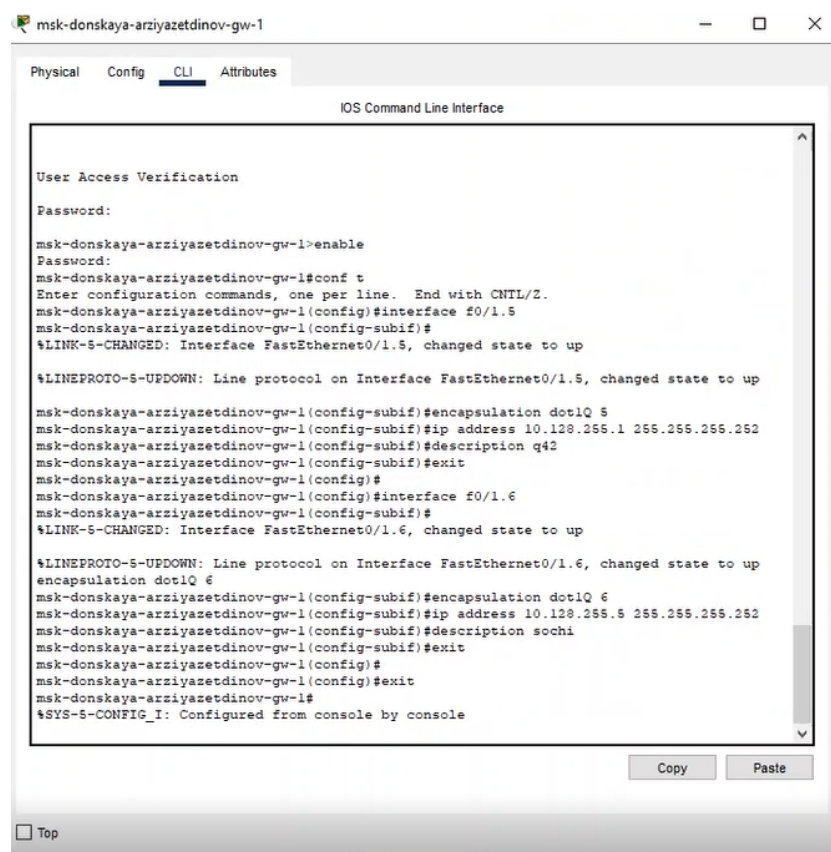 msk-donskaya-arziyazetdinov-gw-1
Physical Config CLI Attributes
IOS Command Line Interface
User Access Verification
Password:
msk-donskaya-arziyazetdinov-gw-1>enable
Password:
msk-donskaya-arziyazetdinov-gw-1#conf t
Enter configuration commands, one per line.  End with CNTL/Z.
msk-donskaya-arziyazetdinov-gw-1(config)#interface f0/1.5
msk-donskaya-arziyazetdinov-gw-1(config-subif)#
%LINK-5-CHANGED: Interface FastEthernet0/1.5, changed state to up
%LINEPROTO-5-UPDOWN: Line protocol on Interface FastEthernet0/1.5, changed state to up
msk-donskaya-arziyazetdinov-gw-1(config-subif)#encapsulation dot1Q 5
msk-donskaya-arziyazetdinov-gw-1(config-subif)#ip address 10.128.255.1 255.255.255.252
msk-donskaya-arziyazetdinov-gw-1(config-subif)#description q42
msk-donskaya-arziyazetdinov-gw-1(config-subif)#exit
msk-donskaya-arziyazetdinov-gw-1(config)#
msk-donskaya-arziyazetdinov-gw-1(config)#interface f0/1.6
msk-donskaya-arziyazetdinov-gw-1(config-subif)#
%LINK-5-CHANGED: Interface FastEthernet0/1.6, changed state to up
%LINEPROTO-5-UPDOWN: Line protocol on Interface FastEthernet0/1.6, changed state to up
encapsulation dot1Q 6
msk-donskaya-arziyazetdinov-gw-1(config-subif)#encapsulation dot1Q 6
msk-donskaya-arziyazetdinov-gw-1(config-subif)#ip address 10.128.255.5 255.255.255.252
msk-donskaya-arziyazetdinov-gw-1(config-subif)#description sochi
msk-donskaya-arziyazetdinov-gw-1(config-subif)#exit
msk-donskaya-arziyazetdinov-gw-1(config)#
msk-donskaya-arziyazetdinov-gw-1(config)#exit
msk-donskaya-arziyazetdinov-gw-1#
%SYS-5-CONFIG_I: Configured from console by console
Copy Paste
Top